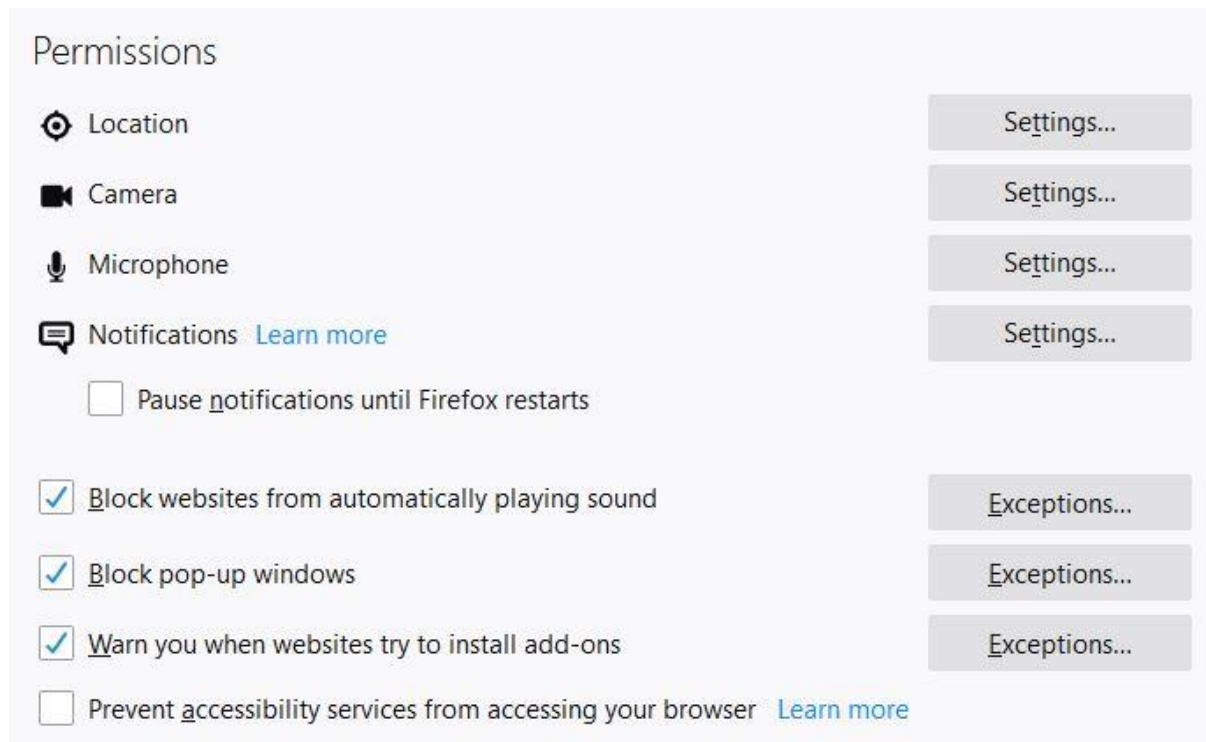 Permissions
Location Settings...
Camera Settings...
Microphone Settings...
Notifications Learn more Settings...
Pause notifications until Firefox restarts
Block websites from automatically playing sound Exceptions...
Block pop-up windows Exceptions...
Warn you when websites try to install add-ons Exceptions...
Prevent accessibility services from accessing your browser Learn more